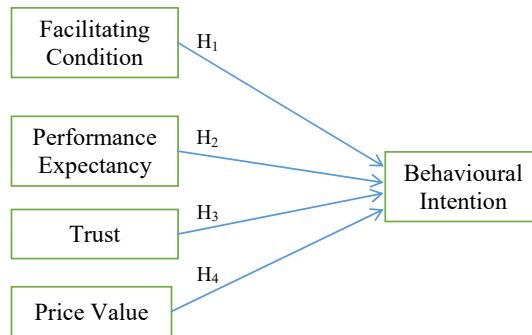 Facilitating
Condition
H₁
Performance
Expectancy
H₂
Behavioural
Intention
Trust
H₃
Price Value
H₄